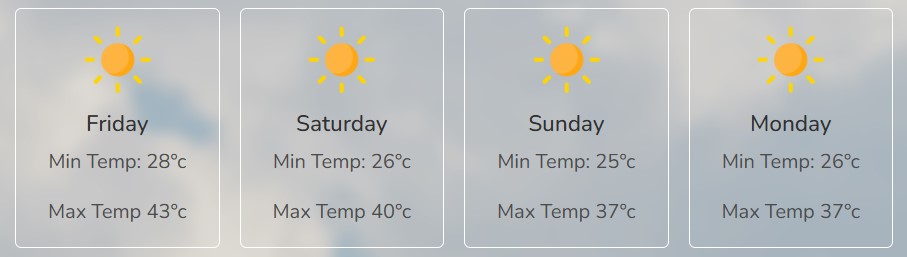 Friday
Min Temp: 28°c
Max Temp 43°c
Saturday
Min Temp: 26°c
Max Temp 40°c
Sunday
Min Temp: 25°c
Max Temp 37°c
Monday
Min Temp: 26°c
Max Temp 37°c